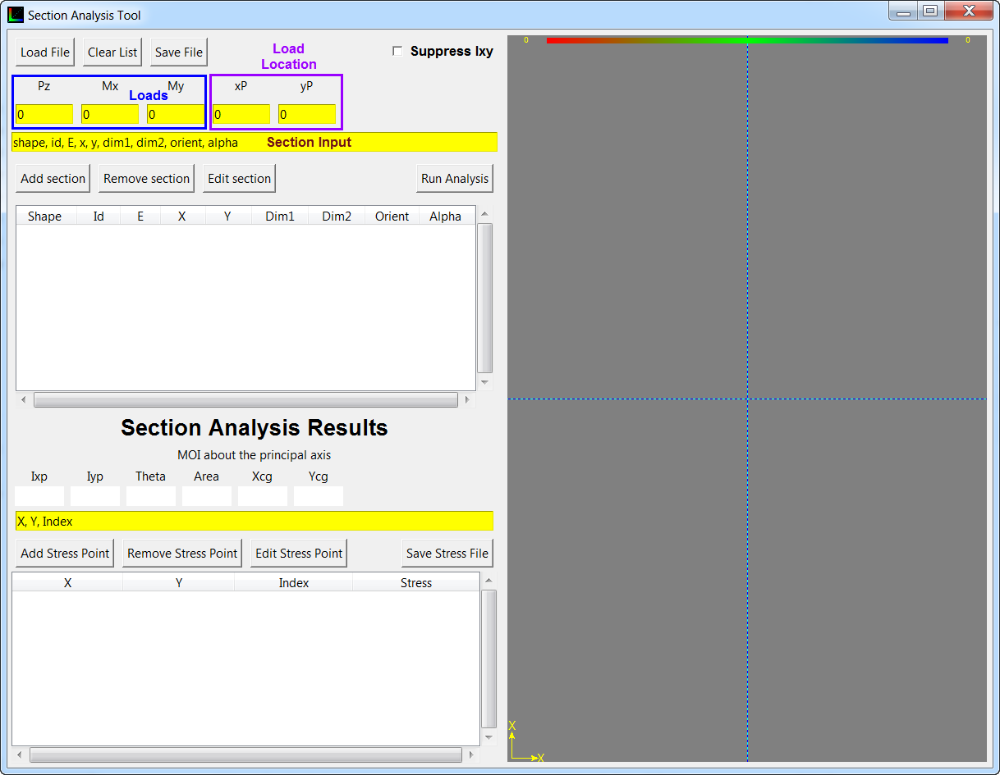 Section Analysis Tool
Load File Clear List Save File
Load
Location
Suppress Ixy
Pz Mx My
Loads
xP yP
0 0 0 0 0
shape, id, E, x, y, dim1, dim2, orient, alpha Section Input
Add section Remove section Edit section Run Analysis
Shape Id E X Y Dim1 Dim2 Orient Alpha
Section Analysis Results
MOI about the principal axis
Ixp Iyp Theta Area Xcg Ycg
X, Y, Index
Add Stress Point Remove Stress Point Edit Stress Point Save Stress File
X Y Index Stress
0 0
X
X